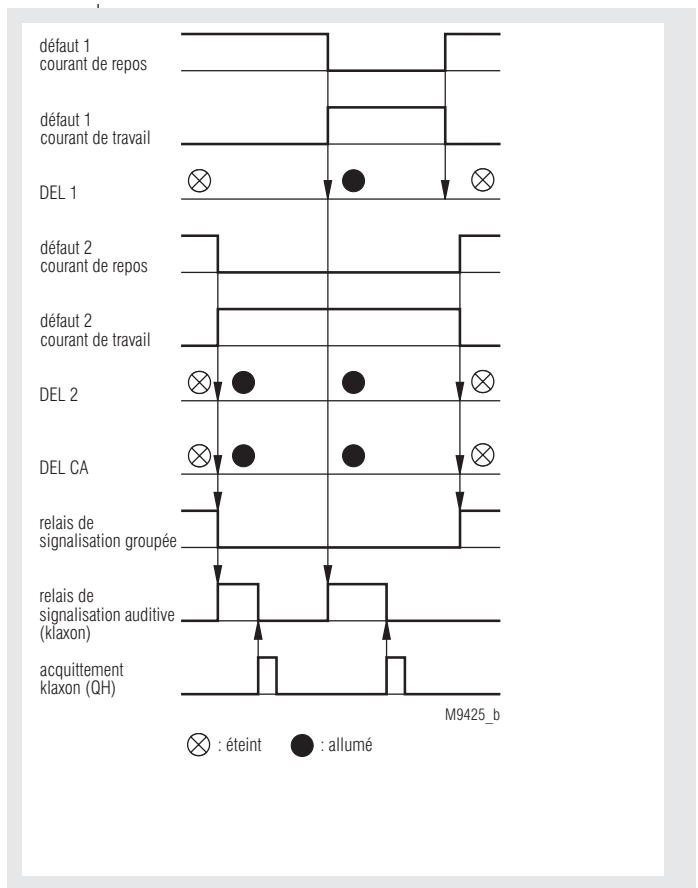 défaut 1
courant de repos
défaut 1
courant de travail
DEL 1
défaut 2
courant de repos
défaut 2
courant de travail
DEL 2
DEL CA
relais de
signalisation groupée
relais de
signalisation auditive
(klaxon)
acquittement
klaxon (QH)
M9425_b
: éteint : allumé